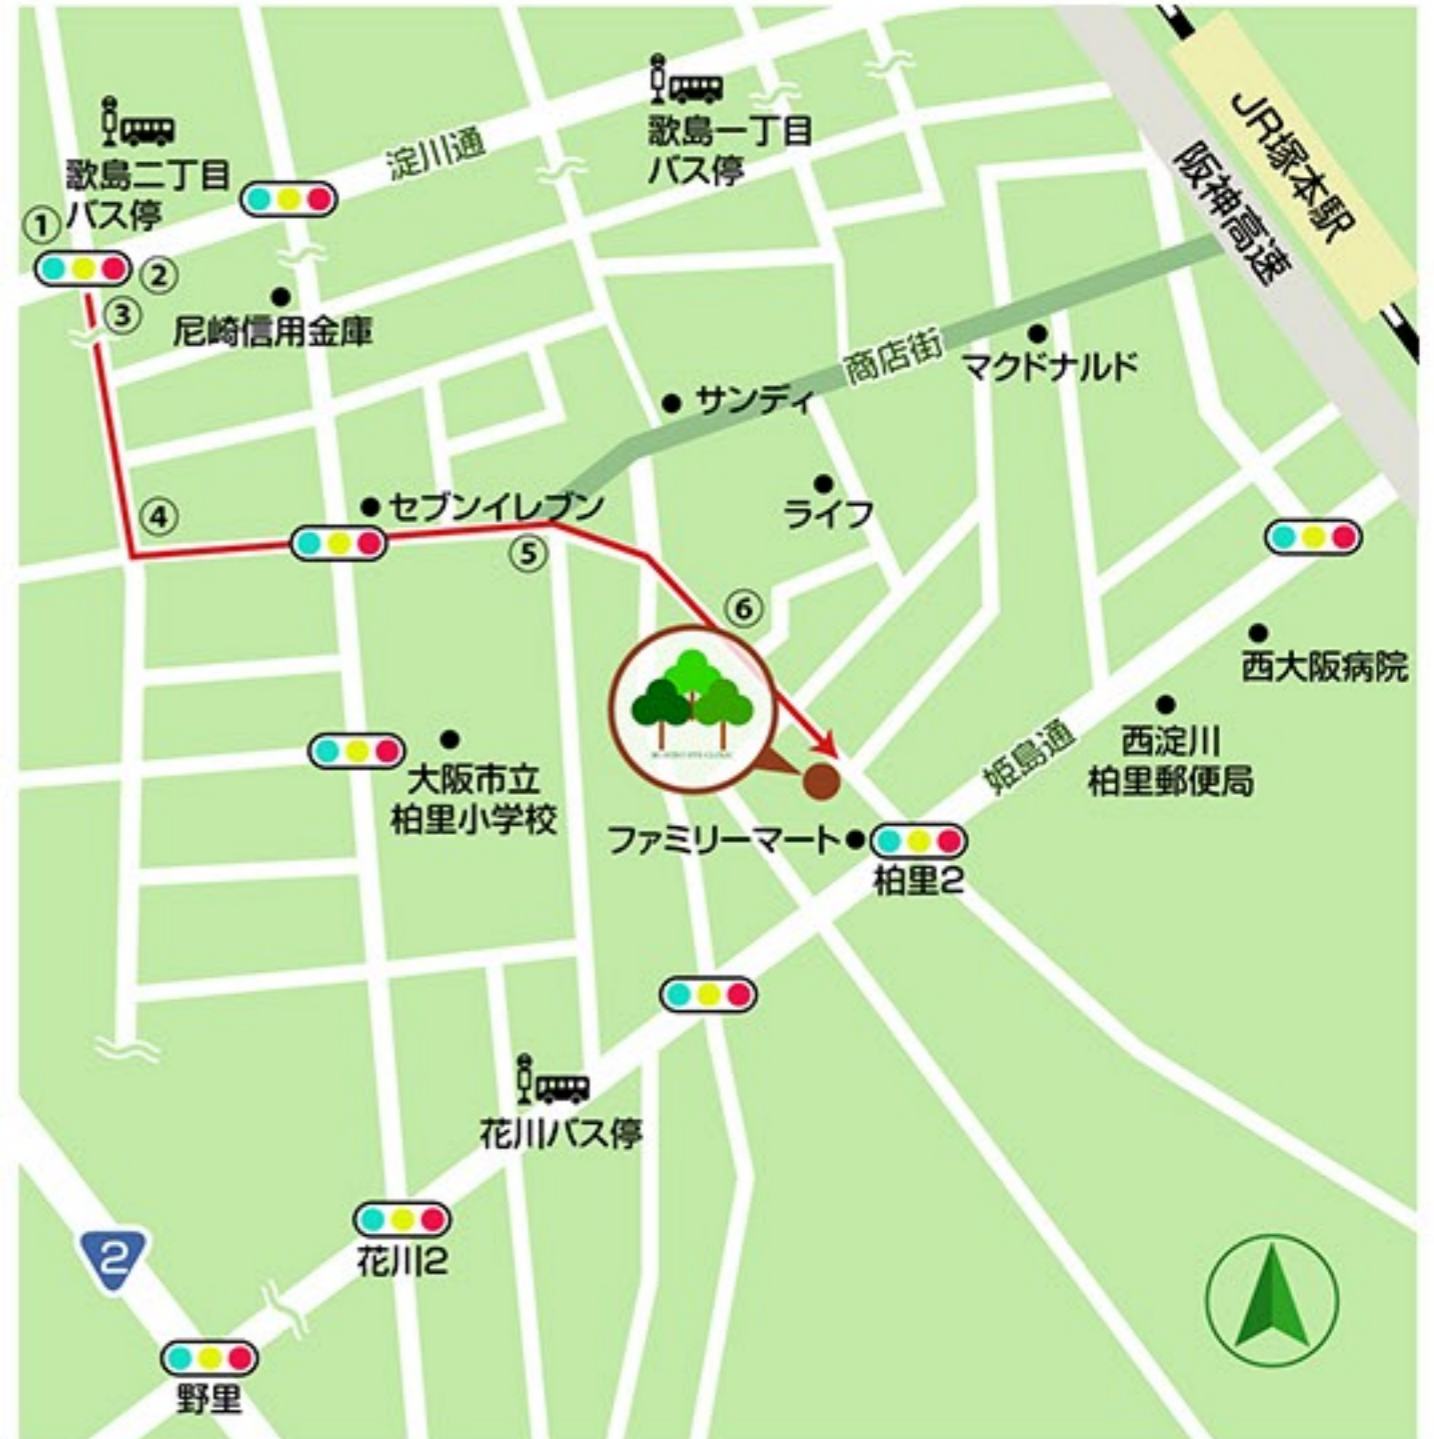 歌島一丁目
バス停
JR塚本駅
阪神高速
淀川通
歌島二丁目
バス停
①
②
③
尼崎信用金庫
商店街
マクドナルド
サンディ
ライフ
セブンイレブン
④
⑤
⑥
西大阪病院
西淀川
柏里郵便局
姫島通
大阪市立
柏里小学校
ファミリーマート
柏里2
花川バス停
花川2
2
野里